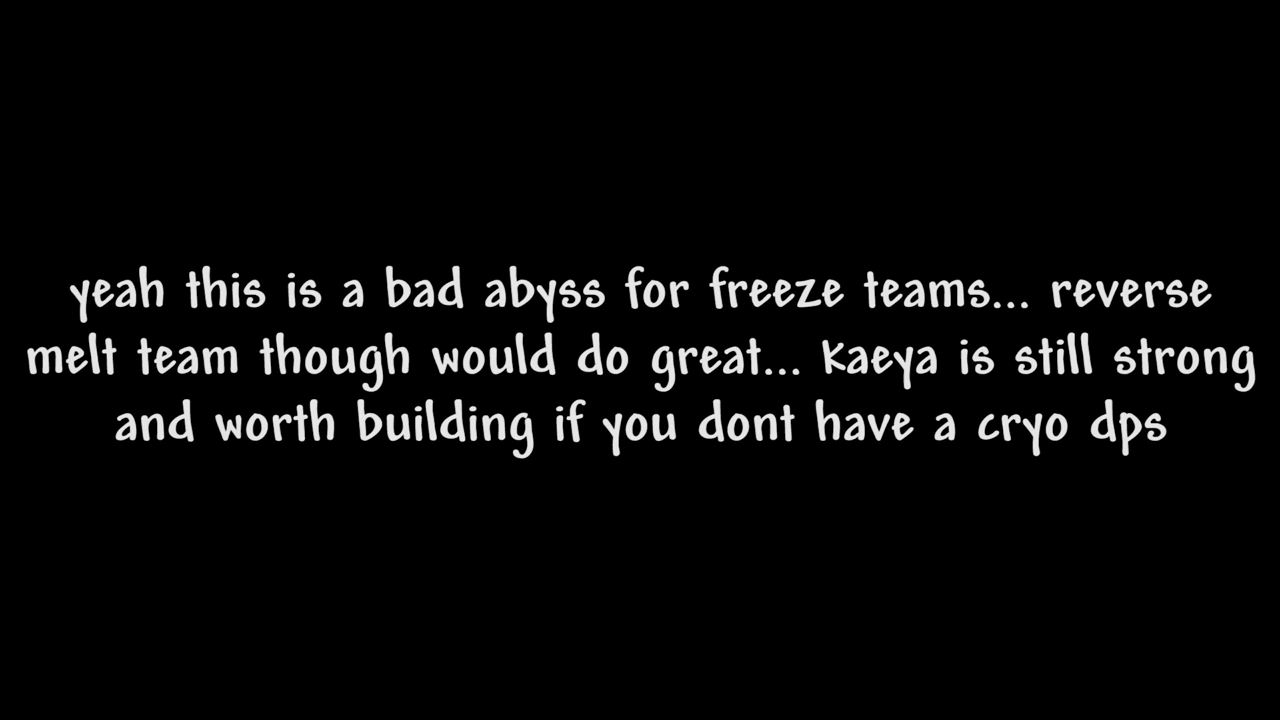 yeah this is a bad abyss for freeze teams... reverse
melt team though would do great... Kaeya is still strong
and worth building if you dont have a cryo dps